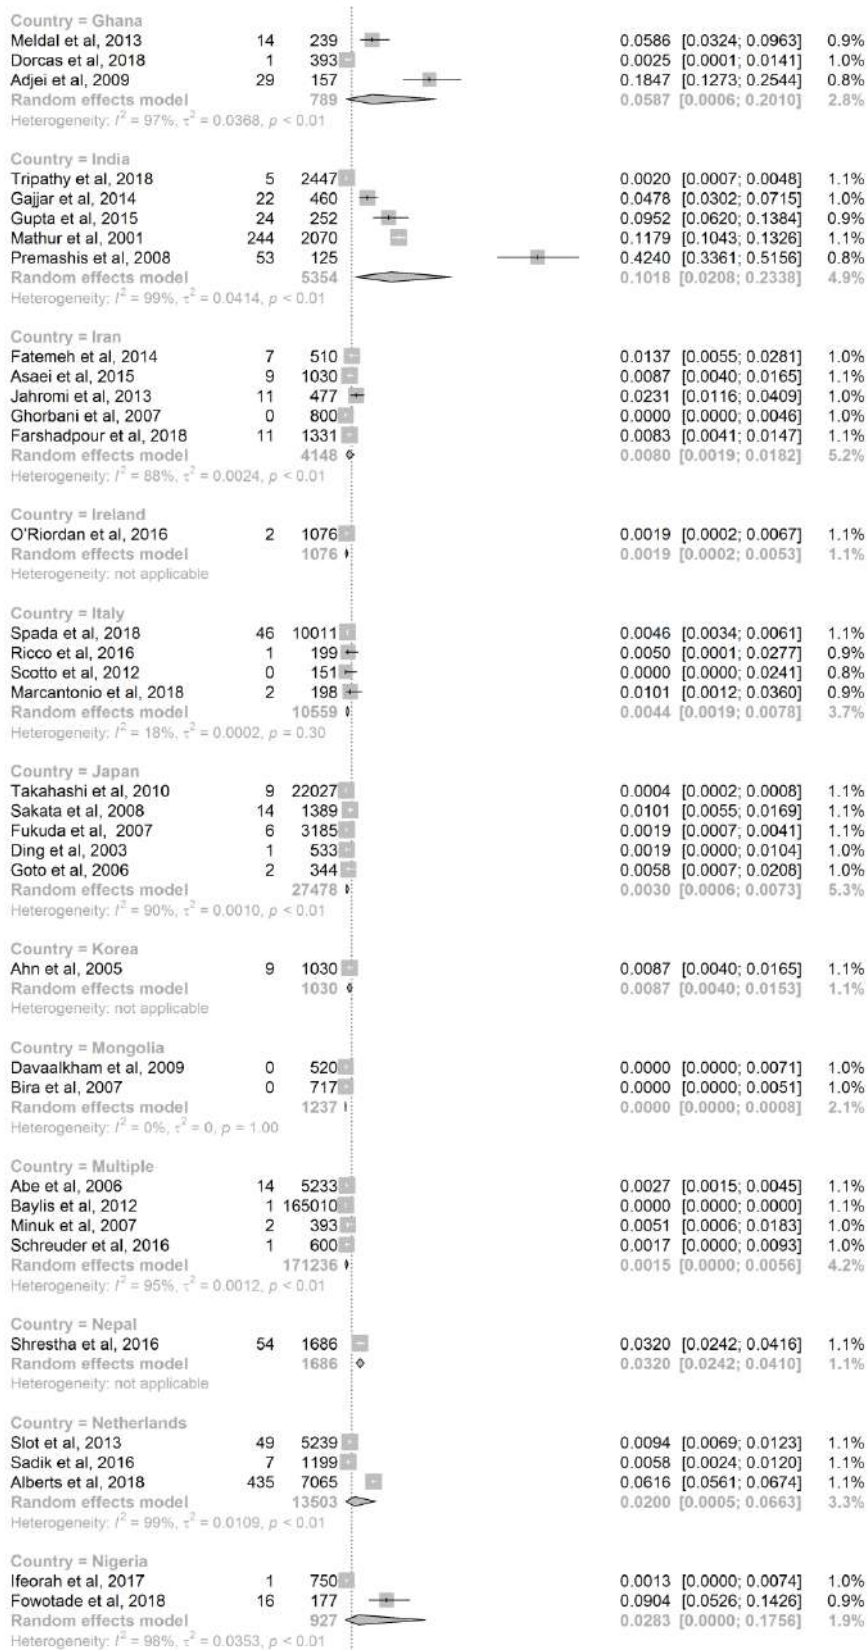 Country = Ghana
Meldal et al, 2013 14 239 0.0586 [0.0324; 0.0963] 0.9%
Dorcas et al, 2018 1 393 0.0025 [0.0001; 0.0141] 1.0%
Adjei et al, 2009 29 157 0.1847 [0.1273; 0.2544] 0.8%
Random effects model 789 0.0587 [0.0006; 0.2010] 2.8%
Heterogeneity: I² = 97%, τ² = 0.0368, p < 0.01
Country = India
Tripathy et al, 2018 5 2447 0.0020 [0.0007; 0.0048] 1.1%
Gajjar et al, 2014 22 460 0.0478 [0.0302; 0.0715] 1.0%
Gupta et al, 2015 24 252 0.0952 [0.0620; 0.1384] 0.9%
Mathur et al, 2001 244 2070 0.1179 [0.1043; 0.1326] 1.1%
Premashis et al, 2008 53 125 0.4240 [0.3361; 0.5156] 0.8%
Random effects model 5354 0.1018 [0.0208; 0.2338] 4.9%
Heterogeneity: I² = 99%, τ² = 0.0414, p < 0.01
Country = Iran
Fatemeh et al, 2014 7 510 0.0137 [0.0055; 0.0281] 1.0%
Asaei et al, 2015 9 1030 0.0087 [0.0040; 0.0165] 1.1%
Jahromi et al, 2013 11 477 0.0231 [0.0116; 0.0409] 1.0%
Ghorbani et al, 2007 0 800 0.0000 [0.0000; 0.0046] 1.0%
Farshadpour et al, 2018 11 1331 0.0083 [0.0041; 0.0147] 1.1%
Random effects model 4148 0.0080 [0.0019; 0.0182] 5.2%
Heterogeneity: I² = 88%, τ² = 0.0024, p < 0.01
Country = Ireland
O'Riordan et al, 2016 2 1076 0.0019 [0.0002; 0.0067] 1.1%
Random effects model 1076 0.0019 [0.0002; 0.0053] 1.1%
Heterogeneity: not applicable
Country = Italy
Spada et al, 2018 46 10011 0.0046 [0.0034; 0.0061] 1.1%
Ricco et al, 2016 1 199 0.0050 [0.0001; 0.0277] 0.9%
Scotto et al, 2012 0 151 0.0000 [0.0000; 0.0241] 0.8%
Marcantonio et al, 2018 2 198 0.0101 [0.0012; 0.0360] 0.9%
Random effects model 10559 0.0044 [0.0019; 0.0078] 3.7%
Heterogeneity: I² = 18%, τ² = 0.0002, p = 0.30
Country = Japan
Takahashi et al, 2010 9 22027 0.0004 [0.0002; 0.0008] 1.1%
Sakata et al, 2008 14 1389 0.0101 [0.0055; 0.0169] 1.1%
Fukuda et al, 2007 6 3185 0.0019 [0.0007; 0.0041] 1.1%
Ding et al, 2003 1 533 0.0019 [0.0000; 0.0104] 1.0%
Goto et al, 2006 2 344 0.0058 [0.0007; 0.0208] 1.0%
Random effects model 27478 0.0030 [0.0006; 0.0073] 5.3%
Heterogeneity: I² = 90%, τ² = 0.0010, p < 0.01
Country = Korea
Ahn et al, 2005 9 1030 0.0087 [0.0040; 0.0165] 1.1%
Random effects model 1030 0.0087 [0.0040; 0.0153] 1.1%
Heterogeneity: not applicable
Country = Mongolia
Davaalkham et al, 2009 0 520 0.0000 [0.0000; 0.0071] 1.0%
Bira et al, 2007 0 717 0.0000 [0.0000; 0.0051] 1.0%
Random effects model 1237 0.0000 [0.0000; 0.0008] 2.1%
Heterogeneity: I² = 0%, τ² = 0, p = 1.00
Country = Multiple
Abe et al, 2006 14 5233 0.0027 [0.0015; 0.0045] 1.1%
Baylis et al, 2012 1 165010 0.0000 [0.0000; 0.0000] 1.1%
Minuk et al, 2007 2 393 0.0051 [0.0006; 0.0183] 1.0%
Schreuder et al, 2016 1 600 0.0017 [0.0000; 0.0093] 1.0%
Random effects model 171236 0.0015 [0.0000; 0.0056] 4.2%
Heterogeneity: I² = 95%, τ² = 0.0012, p < 0.01
Country = Nepal
Shrestha et al, 2016 54 1686 0.0320 [0.0242; 0.0416] 1.1%
Random effects model 1686 0.0320 [0.0242; 0.0410] 1.1%
Heterogeneity: not applicable
Country = Netherlands
Slot et al, 2013 49 5239 0.0094 [0.0069; 0.0123] 1.1%
Sadik et al, 2016 7 1199 0.0058 [0.0024; 0.0120] 1.1%
Alberts et al, 2018 435 7065 0.0616 [0.0561; 0.0674] 1.1%
Random effects model 13503 0.0200 [0.0005; 0.0663] 3.3%
Heterogeneity: I² = 99%, τ² = 0.0109, p < 0.01
Country = Nigeria
Ifeorah et al, 2017 1 750 0.0013 [0.0000; 0.0074] 1.0%
Fowotade et al, 2018 16 177 0.0904 [0.0526; 0.1426] 0.9%
Random effects model 927 0.0283 [0.0000; 0.1756] 1.9%
Heterogeneity: I² = 98%, τ² = 0.0353, p < 0.01